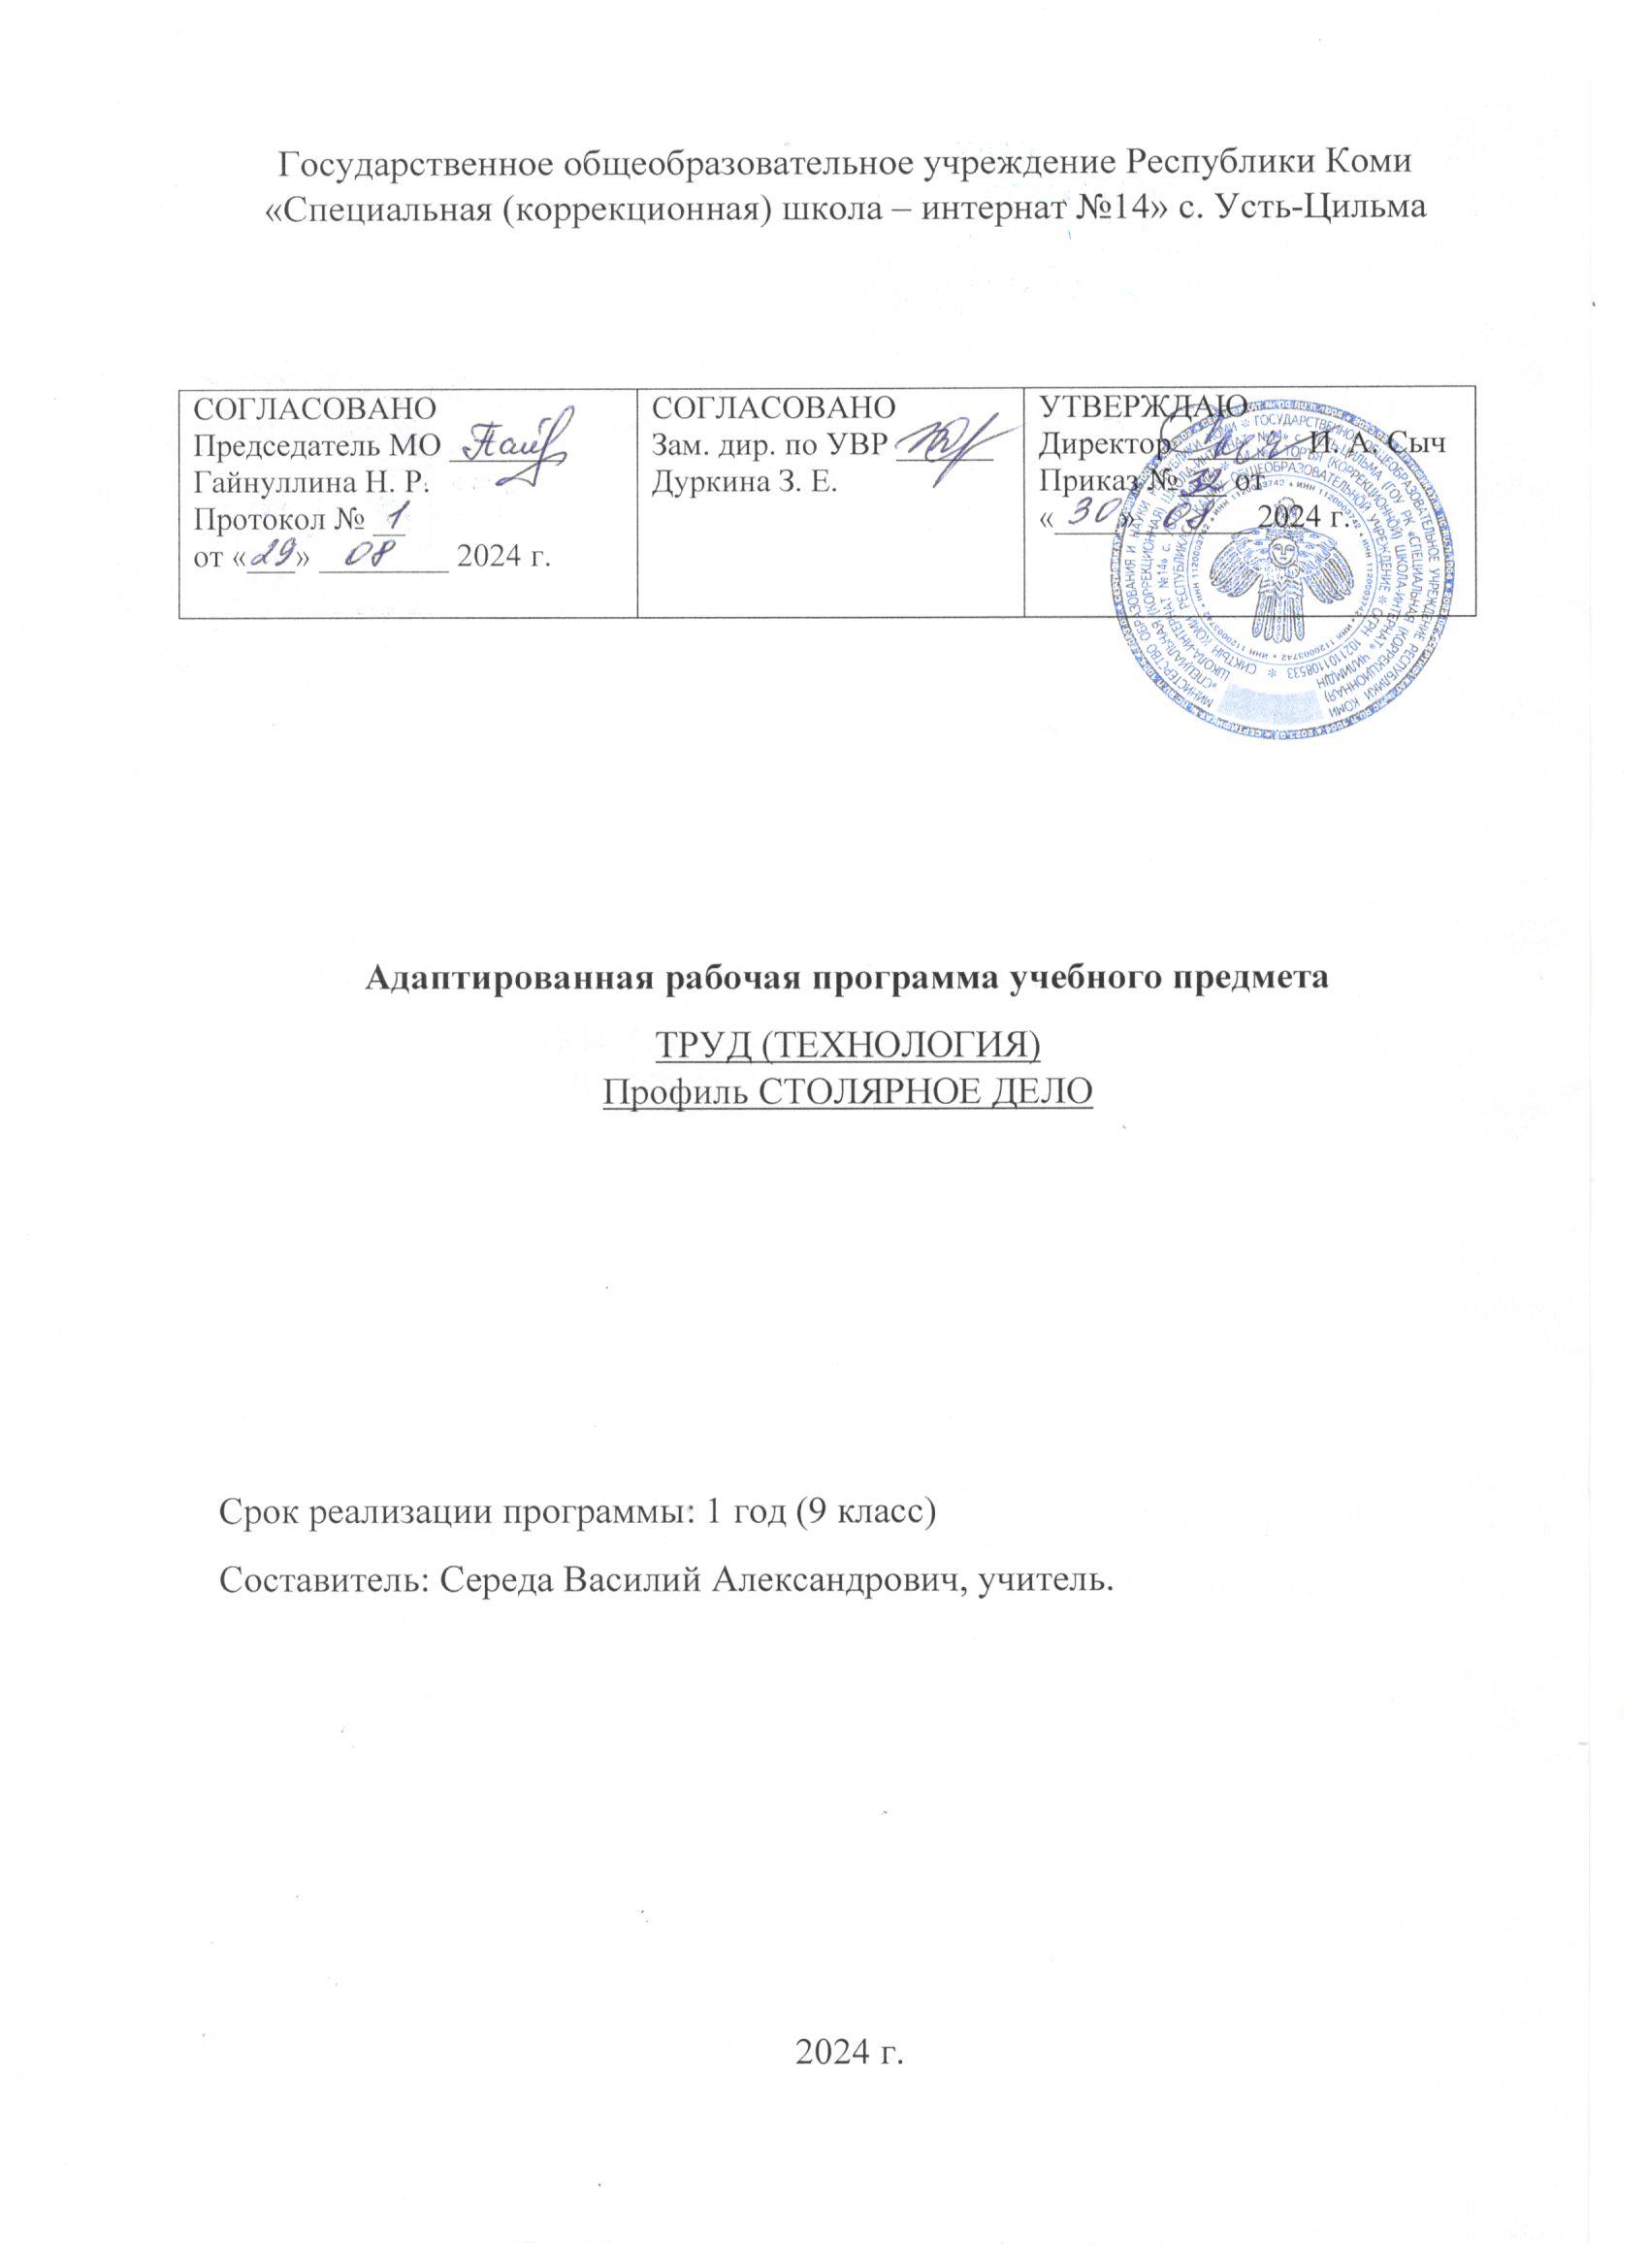 Государственное общеобразовательное учреждение Республики Коми
«Специальная (коррекционная) школа – интернат №14» с. Усть-Цильма
СОГЛАСОВАНО
Председатель МО
Гайнуллина Н. Р.
Протокол № 1
от «29» 08 2024 г.
СОГЛАСОВАНО
Зам. дир. по УВР
Дуркина З. Е.
УТВЕРЖДАЮ
Директор И. А. Сыч
Приказ № 32 от
«30» 08 2024 г.
Адаптированная рабочая программа учебного предмета
ТРУД (ТЕХНОЛОГИЯ)
Профиль СТОЛЯРНОЕ ДЕЛО
Срок реализации программы: 1 год (9 класс)
Составитель: Середа Василий Александрович, учитель.
2024 г.